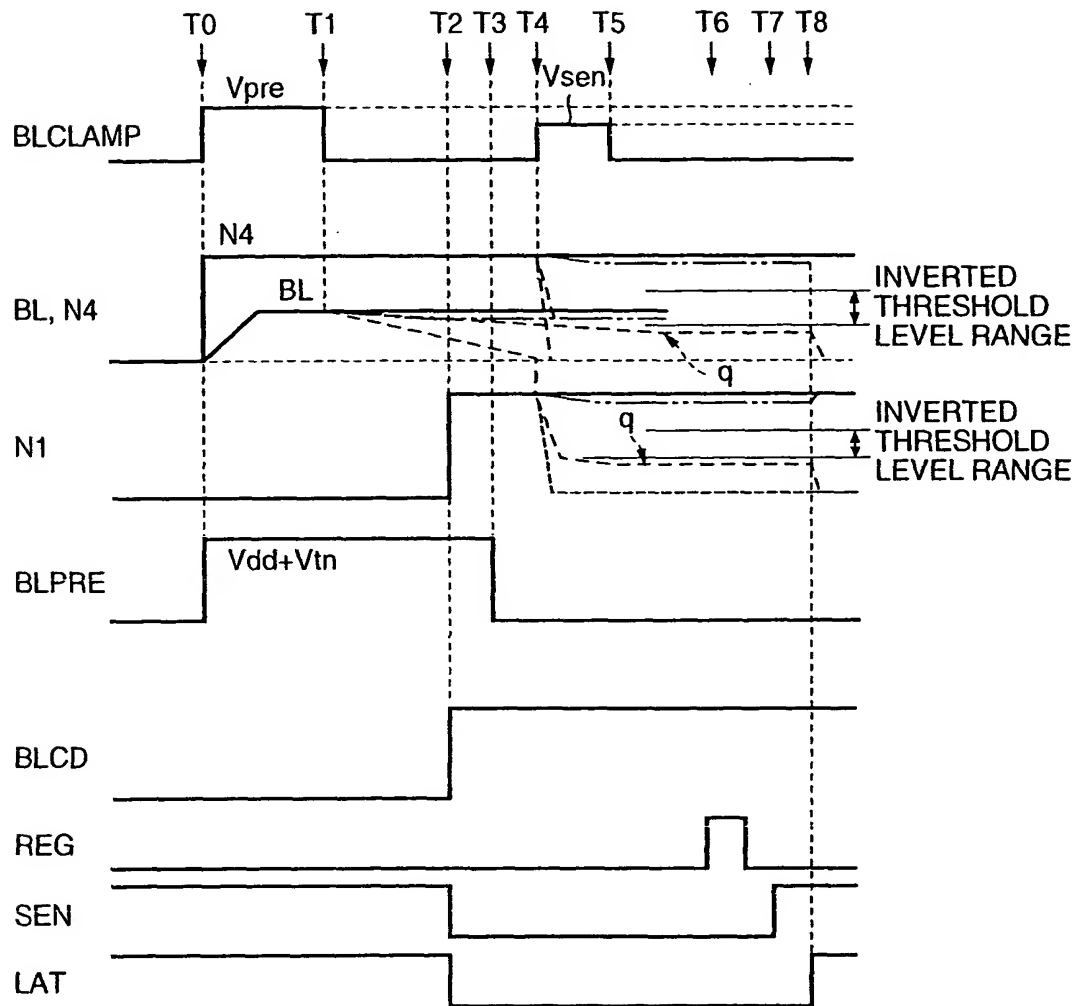 T0 T1 T2 T3 T4 T5 T6 T7 T8
Vpre
Vsen
BLCLAMP
N4
BL
BL, N4
INVERTED
THRESHOLD
LEVEL RANGE
q
N1
q
INVERTED
THRESHOLD
LEVEL RANGE
Vdd+Vtn
BLPRE
BLCD
REG
SEN
LAT